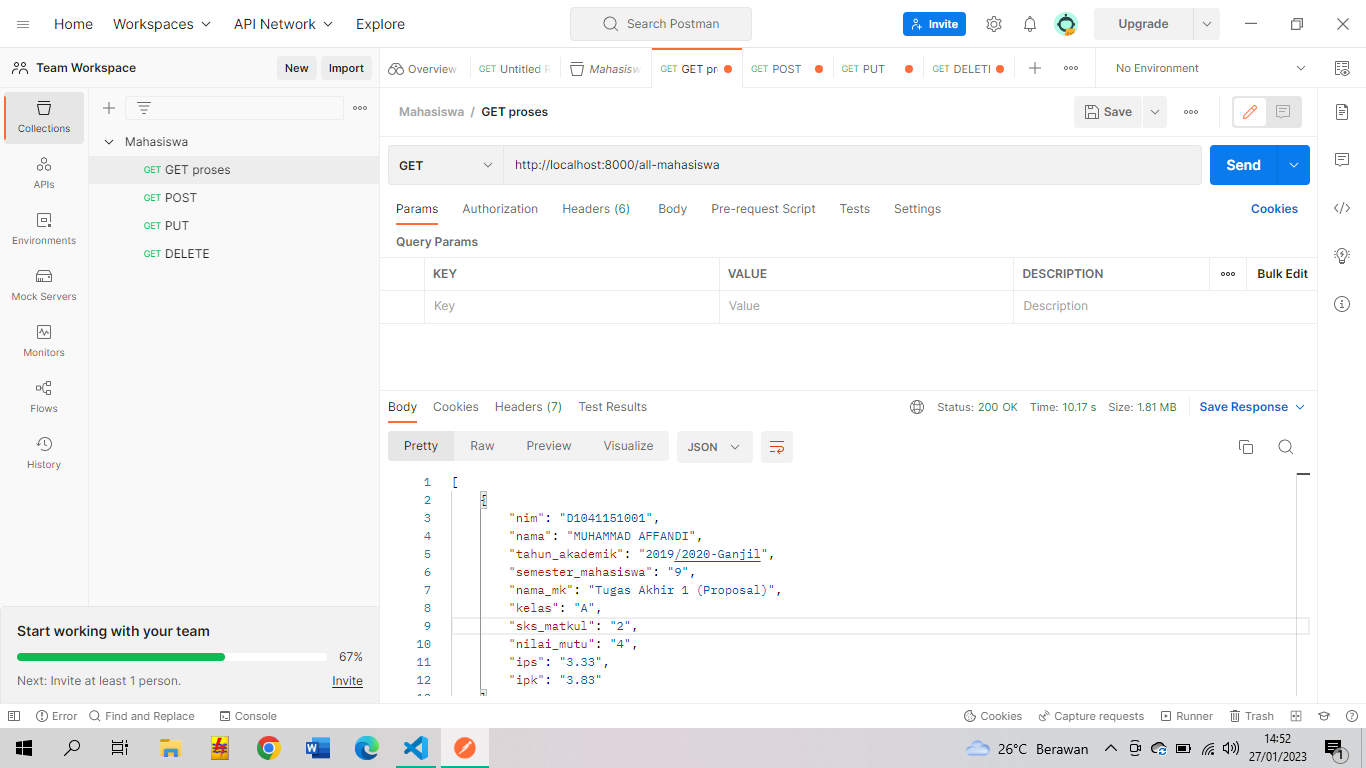 Home Workspaces API Network Explore Search Postman Invite Upgrade
Team Workspace New Import Overview GET Untitled R Mahasisw GET pr GET POST GET PUT GET DELETI No Environment
Collections
APIs
Environments
Mock Servers
Monitors
Flows
History
Mahasiswa
GET GET proses
GET POST
GET PUT
GET DELETE
Mahasiswa / GET proses Save
GET http://localhost:8000/all-mahasiswa Send
Params Authorization Headers (6) Body Pre-request Script Tests Settings Cookies
Query Params
KEY VALUE DESCRIPTION Bulk Edit
Key Value Description
Body Cookies Headers (7) Test Results Status: 200 OK Time: 10.17 s Size: 1.81 MB Save Response
Pretty Raw Preview Visualize JSON
1 [
2 {
3 "nim": "D1041151001",
4 "nama": "MUHAMMAD AFFANDI",
5 "tahun_akademik": "2019/2020-Ganjil",
6 "semester_mahasiswa": "9",
7 "nama_mk": "Tugas Akhir 1 (Proposal)",
8 "kelas": "A",
9 "sks_matkul": "2",
10 "nilai_mutu": "4",
11 "ips": "3.33",
12 "ipk": "3.83"
Start working with your team
67%
Next: Invite at least 1 person. Invite
Error Find and Replace Console Cookies Capture requests Runner Trash
26°C Berawan 14:52
27/01/2023
1